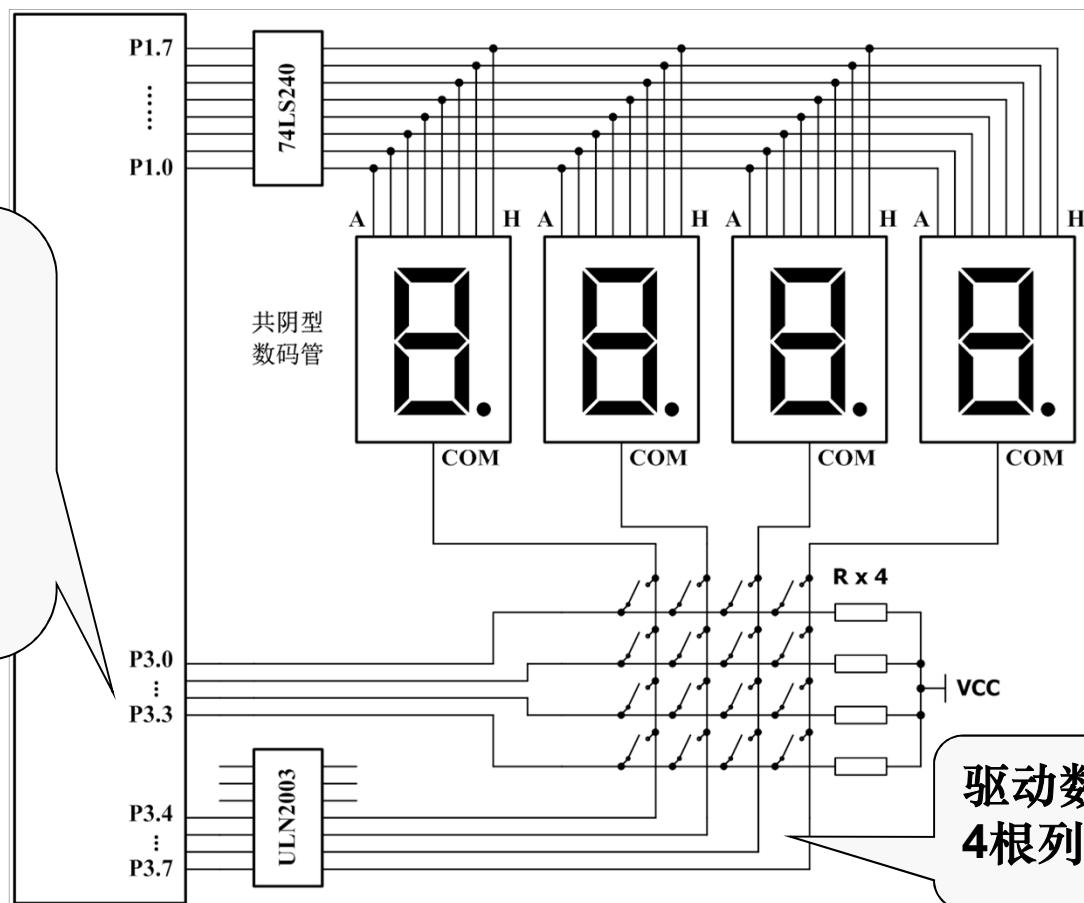 P1.7
P1.0
74LS240
A H A H A H A H
共阴型
数码管
COM COM COM COM
R x 4
P3.0
P3.3
VCC
ULN2003
P3.4
P3.7
驱动数
4根列